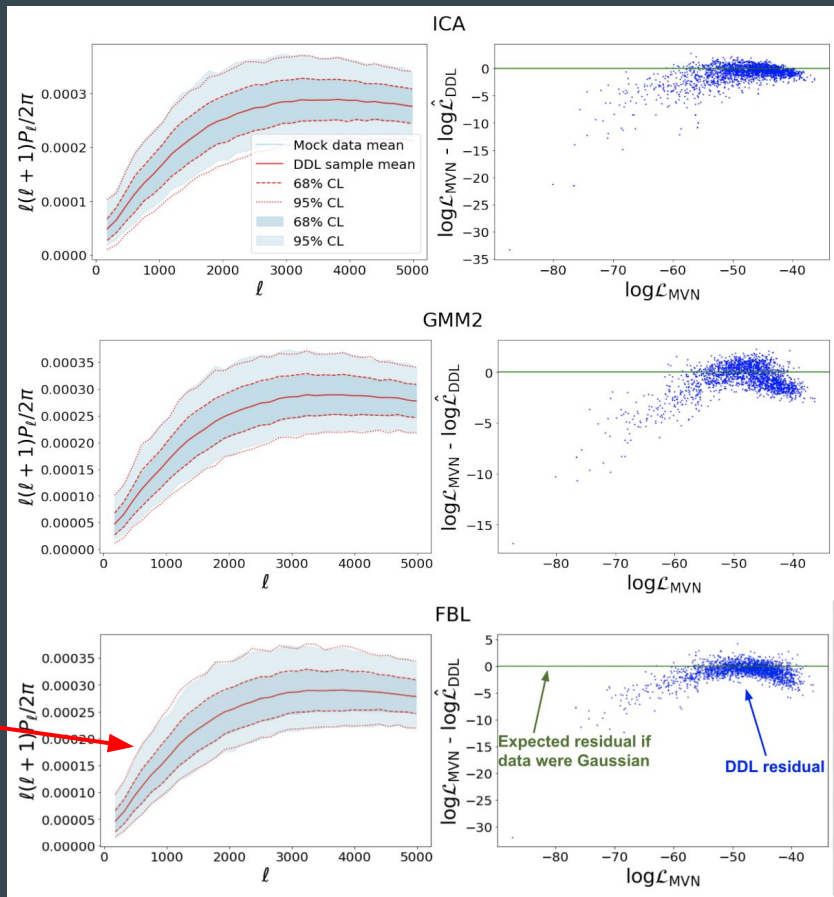 ICA
ℓ(ℓ + 1)Pℓ/2π
0.0003
0.0002
0.0001
0.0000
Mock data mean
DDL sample mean
68% CL
95% CL
68% CL
95% CL
0 1000 2000 3000 4000 5000
ℓ
logℒMVN - logℒ̂DDL
0
−5
−10
−15
−20
−25
−30
−35
−80 −70 −60 −50 −40
logℒMVN
GMM2
ℓ(ℓ + 1)Pℓ/2π
0.00035
0.00030
0.00025
0.00020
0.00015
0.00010
0.00005
0.00000
0 1000 2000 3000 4000 5000
ℓ
logℒMVN - logℒ̂DDL
0
−5
−10
−15
−80 −70 −60 −50 −40
logℒMVN
FBL
ℓ(ℓ + 1)Pℓ/2π
0.00035
0.00030
0.00025
0.00020
0.00015
0.00010
0.00005
0.00000
0 1000 2000 3000 4000 5000
ℓ
logℒMVN - logℒ̂DDL
5
0
−5
−10
−15
−20
−25
−30
Expected residual if
data were Gaussian
DDL residual
−80 −70 −60 −50 −40
logℒMVN